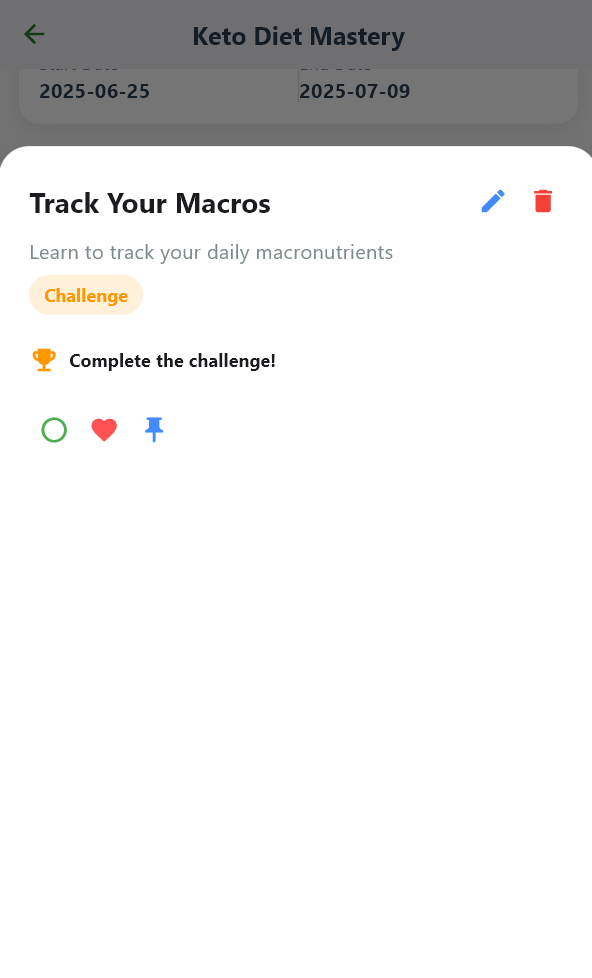 Keto Diet Mastery
2025-06-25
2025-07-09
Track Your Macros
Learn to track your daily macronutrients
Challenge
Complete the challenge!